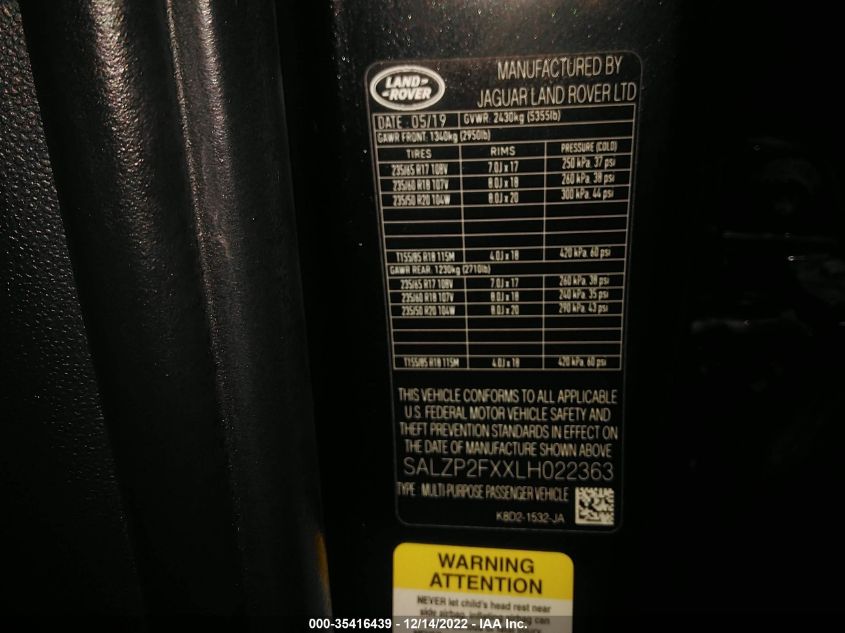 LAND-
-ROVER
MANUFACTURED BY
JAGUAR LAND ROVER LTD
DATE 05/19 GVWR: 2430kg (5355lb)
GAWR FRONT: 1340kg (2950lb)
TIRES RIMS PRESSURE (COLD)
235/65 R17 108V 7.0J x 17 250 kPa, 37 psi
235/60 R18 107V 8.0J x 18 260 kPa, 38 psi
235/50 R20 104W 8.0J x 20 300 kPa, 44 psi
T155/85 R18 115M 4.0J x 18 420 kPa, 60 psi
GAWR REAR: 1230kg (2710lb)
235/65 R17 108V 7.0J x 17 260 kPa, 38 psi
235/60 R18 107V 8.0J x 18 240 kPa, 35 psi
235/50 R20 104W 8.0J x 20 290 kPa, 43 psi
T155/85 R18 115M 4.0J x 18 420 kPa, 60 psi
THIS VEHICLE CONFORMS TO ALL APPLICABLE
U.S. FEDERAL MOTOR VEHICLE SAFETY AND
THEFT PREVENTION STANDARDS IN EFFECT ON
THE DATE OF MANUFACTURE SHOWN ABOVE
SALZP2FXXLH022363
TYPE MULTI-PURPOSE PASSENGER VEHICLE
K8D2-1532-JA
WARNING
ATTENTION
NEVER let child's head rest near
side airbag, can
000-35416439 - 12/14/2022 - IAA Inc.